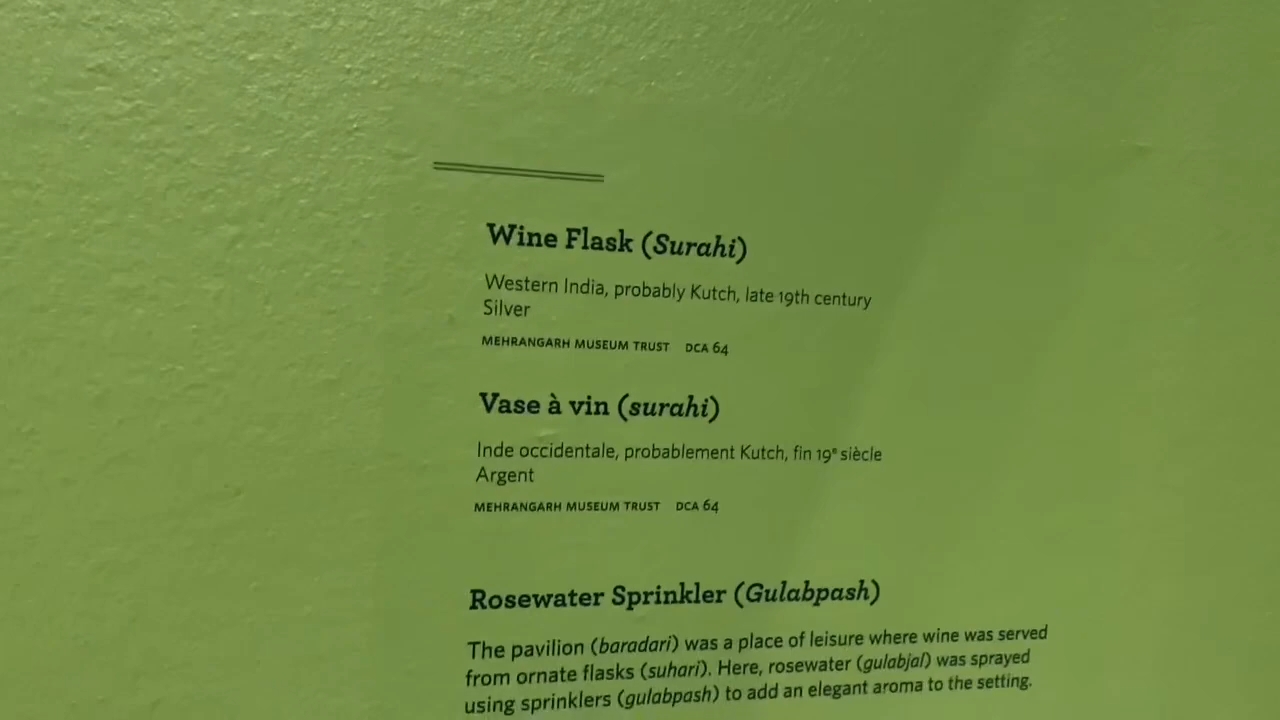 Wine Flask (Surahi)
Western India, probably Kutch, late 19th century
Silver
MEHRANGARH MUSEUM TRUST DCA 64
Vase à vin (surahi)
Inde occidentale, probablement Kutch, fin 19e siècle
Argent
MEHRANGARH MUSEUM TRUST DCA 64
Rosewater Sprinkler (Gulabpash)
The pavilion (baradari) was a place of leisure where wine was served
from ornate flasks (suhari). Here, rosewater (gulabjal) was sprayed
using sprinklers (gulabpash) to add an elegant aroma to the setting.